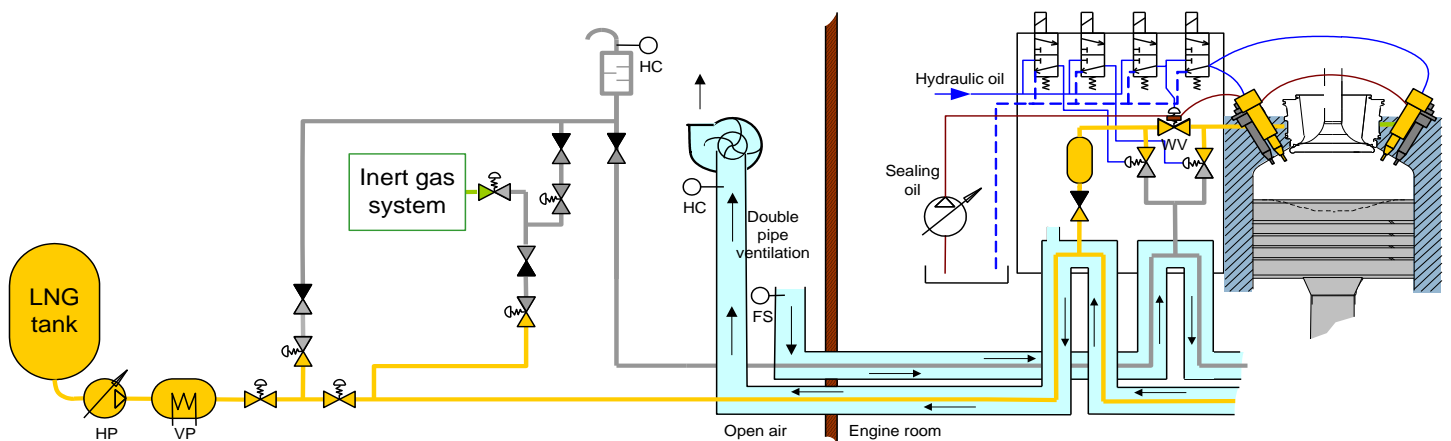 HC
Hydraulic oil
WV
Inert gas
system
Sealing
oil
HC
Double
pipe
ventilation
LNG
tank
FS
HP
VP
Open air
Engine room